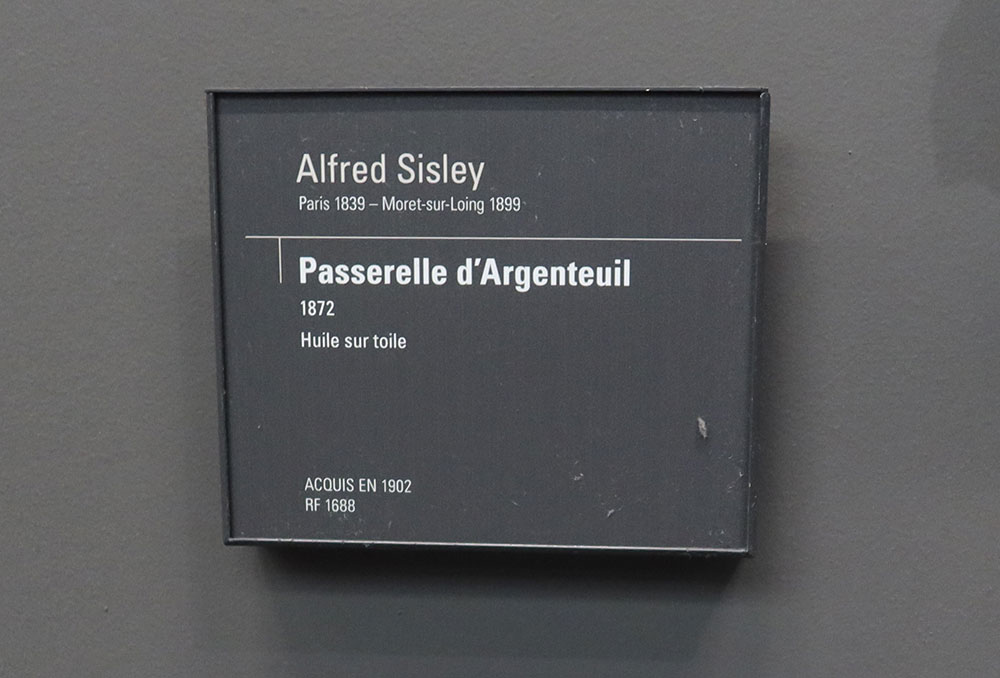 Alfred Sisley
Paris 1839 – Moret-sur-Loing 1899
Passerelle d'Argenteuil
1872
Huile sur toile
ACQUIS EN 1902
RF 1688